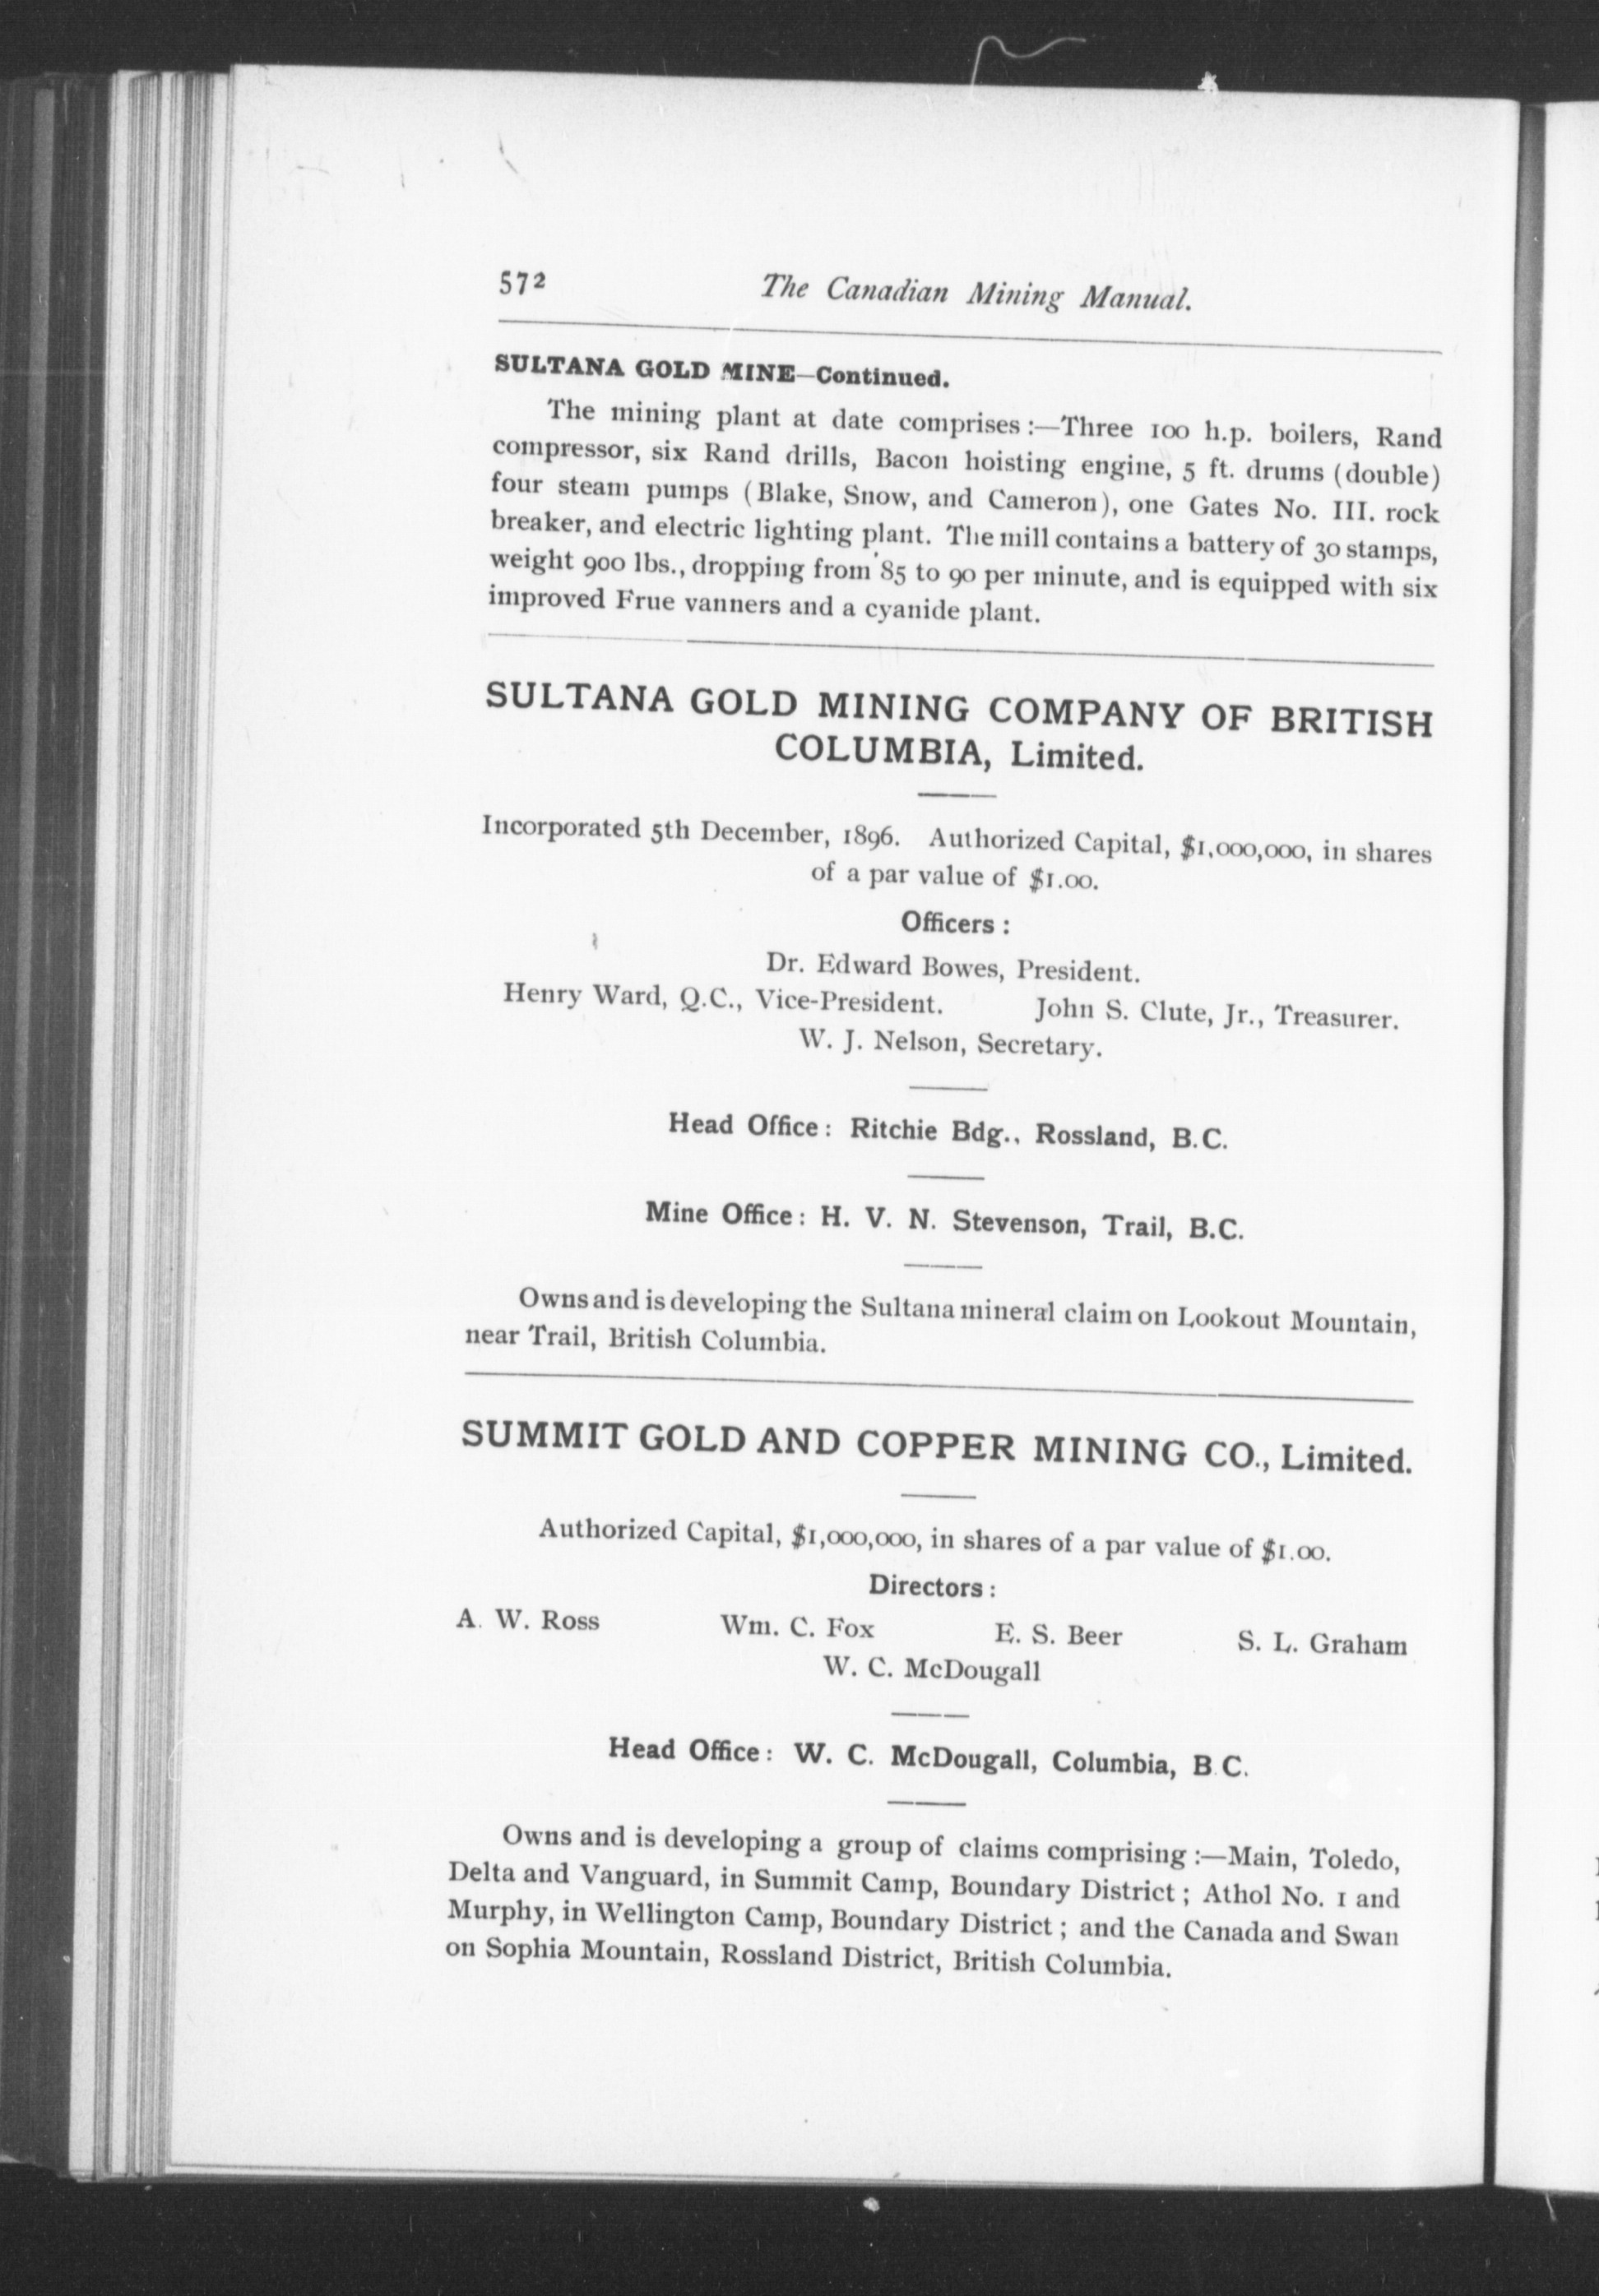 572
The Canadian Mining Manual.
SULTANA GOLD MINE—Continued.
The mining plant at date comprises :—Three 100 h.p. boilers, Rand
compressor, six Rand drills, Bacon hoisting engine, 5 ft. drums (double)
four steam pumps (Blake, Snow, and Cameron), one Gates No. III. rock
breaker, and electric lighting plant. The mill contains a battery of 30 stamps,
weight 900 lbs., dropping from 85 to 90 per minute, and is equipped with six
improved Frue vanners and a cyanide plant.
SULTANA GOLD MINING COMPANY OF BRITISH
COLUMBIA, Limited.
Incorporated 5th December, 1896. Authorized Capital, $1,000,000, in shares
of a par value of $1.00.
Officers :
Dr. Edward Bowes, President.
Henry Ward, Q.C., Vice-President. John S. Clute, Jr., Treasurer.
W. J. Nelson, Secretary.
Head Office: Ritchie Bdg., Rossland, B.C.
Mine Office: H. V. N. Stevenson, Trail, B.C.
Owns and is developing the Sultana mineral claim on Lookout Mountain,
near Trail, British Columbia.
SUMMIT GOLD AND COPPER MINING CO., Limited.
Authorized Capital, $1,000,000, in shares of a par value of $1.00.
Directors :
A. W. Ross Wm. C. Fox E. S. Beer S. L. Graham
W. C. McDougall
Head Office: W. C. McDougall, Columbia, B C.
Owns and is developing a group of claims comprising :—Main, Toledo,
Delta and Vanguard, in Summit Camp, Boundary District ; Athol No. 1 and
Murphy, in Wellington Camp, Boundary District ; and the Canada and Swan
on Sophia Mountain, Rossland District, British Columbia.